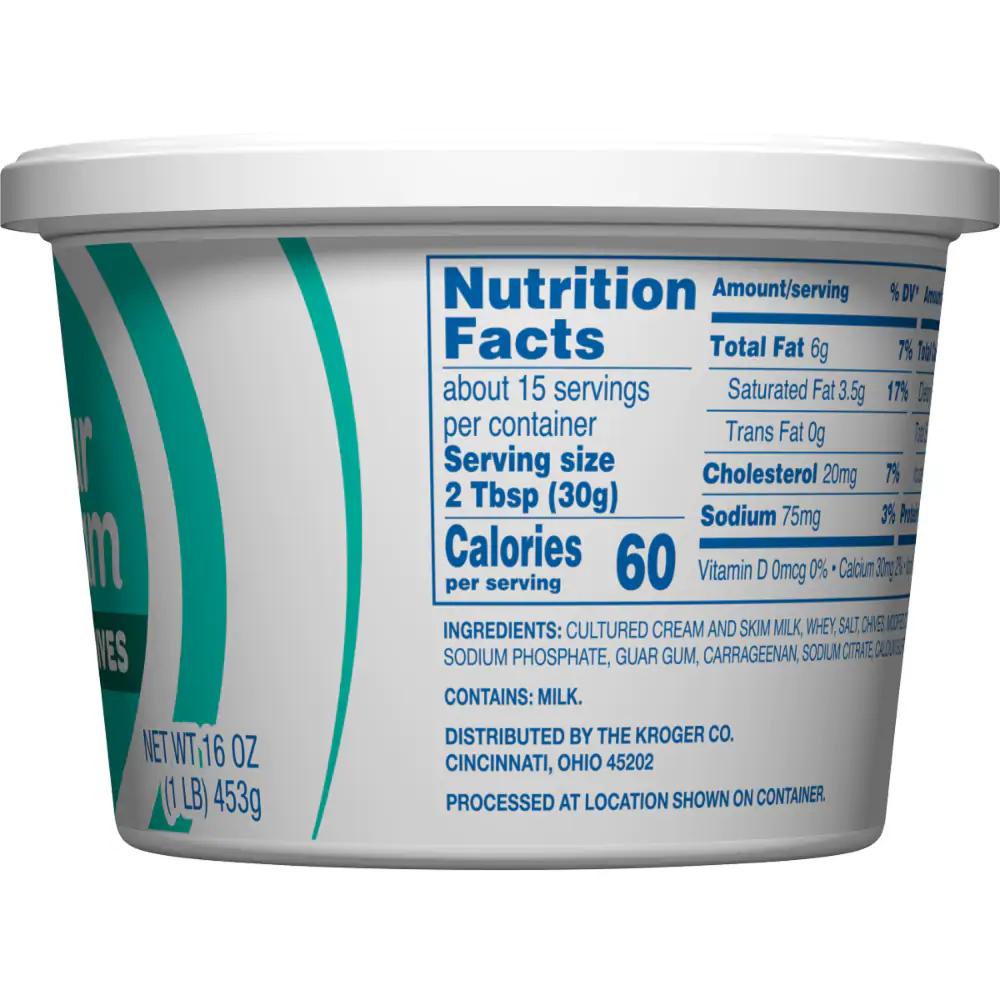 NET WT 16 OZ
(1 LB) 453g
Nutrition
Facts
about 15 servings
per container
Serving size
2 Tbsp (30g)
Calories
per serving
60
Amount/serving % DV*
Total Fat 6g 7%
Saturated Fat 3.5g 17%
Trans Fat 0g
Cholesterol 20mg 7%
Sodium 75mg 3%
Vitamin D 0mcg 0% • Calcium 30mg 2% •
INGREDIENTS: CULTURED CREAM AND SKIM MILK, WHEY, SALT, CHIVES,
SODIUM PHOSPHATE, GUAR GUM, CARRAGEENAN, SODIUM CITRATE,
CONTAINS: MILK.
DISTRIBUTED BY THE KROGER CO.
CINCINNATI, OHIO 45202
PROCESSED AT LOCATION SHOWN ON CONTAINER.